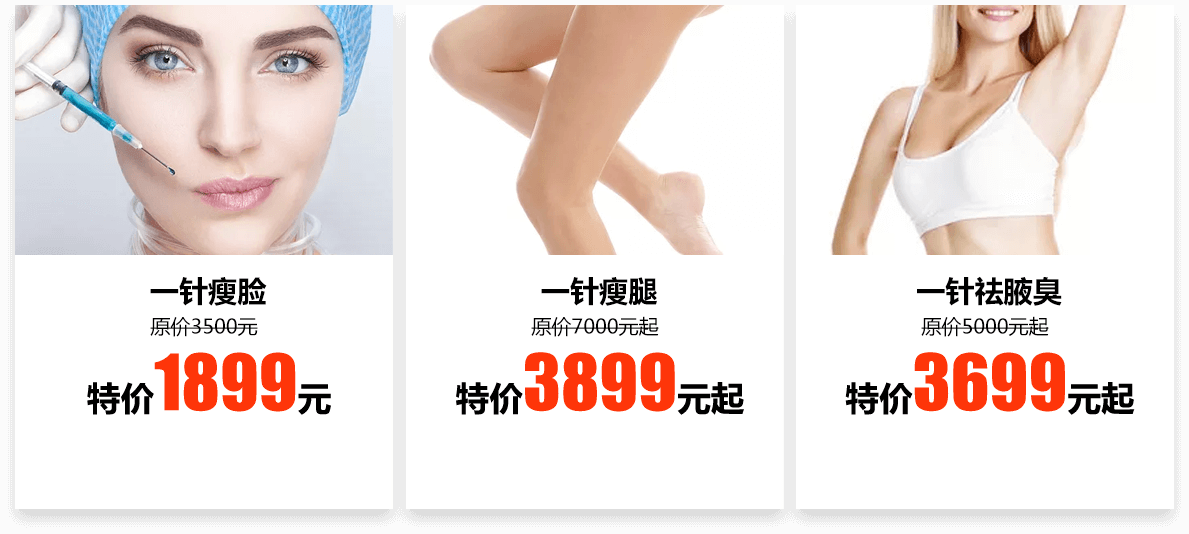 一针瘦脸
原价3500元
特价1899元
一针瘦腿
原价7000元起
特价3899元起
一针祛腋臭
原价5000元起
特价3699元起